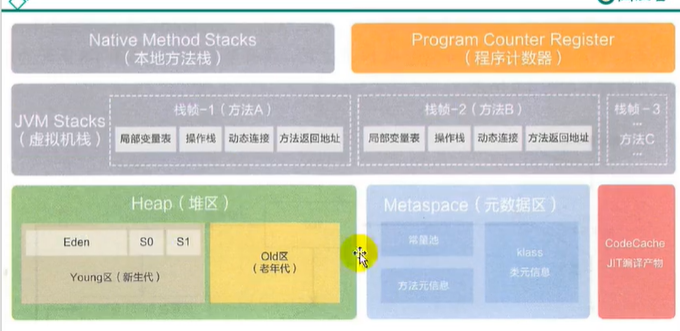 Native Method Stacks
（本地方法栈）
Program Counter Register
（程序计数器）
JVM Stacks
（虚拟机栈）
栈帧-1（方法A）
局部变量表
操作栈
动态连接
方法返回地址
栈帧-2（方法B）
局部变量表
操作栈
动态连接
方法返回地址
栈帧-3
...
方法C
...
Heap（堆区）
Eden
S0
S1
Young区（新生代）
Old区
（老年代）
Metaspace（元数据区）
常量池
方法元信息
klass
类元信息
CodeCache
JIT编译产物